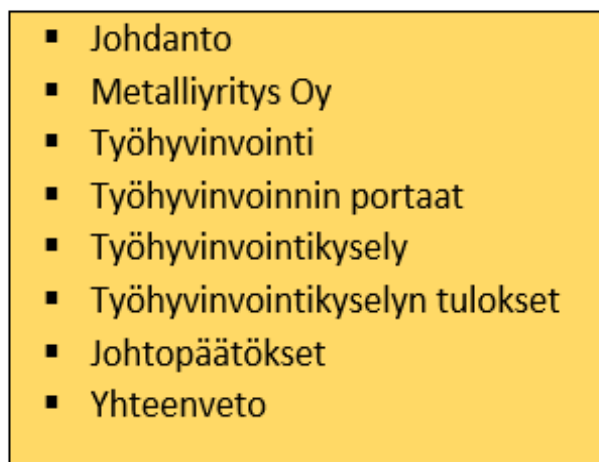 ▪ Johdanto
▪ Metalliyritys Oy
▪ Työhyvinvointi
▪ Työhyvinvoinnin portaat
▪ Työhyvinvointikysely
▪ Työhyvinvointikyselyn tulokset
▪ Johtopäätökset
▪ Yhteenveto